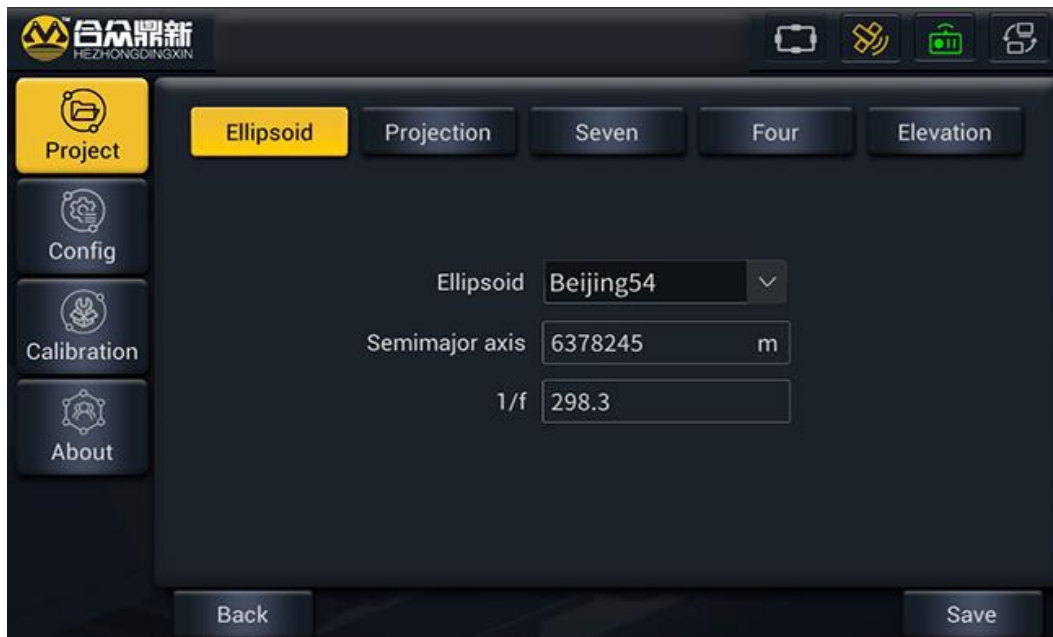 合众鼎新
HEZHONGDINGXIN
Project
Config
Calibration
About
Ellipsoid Projection Seven Four Elevation
Ellipsoid Beijing54
Semimajor axis 6378245 m
1/f 298.3
Back Save